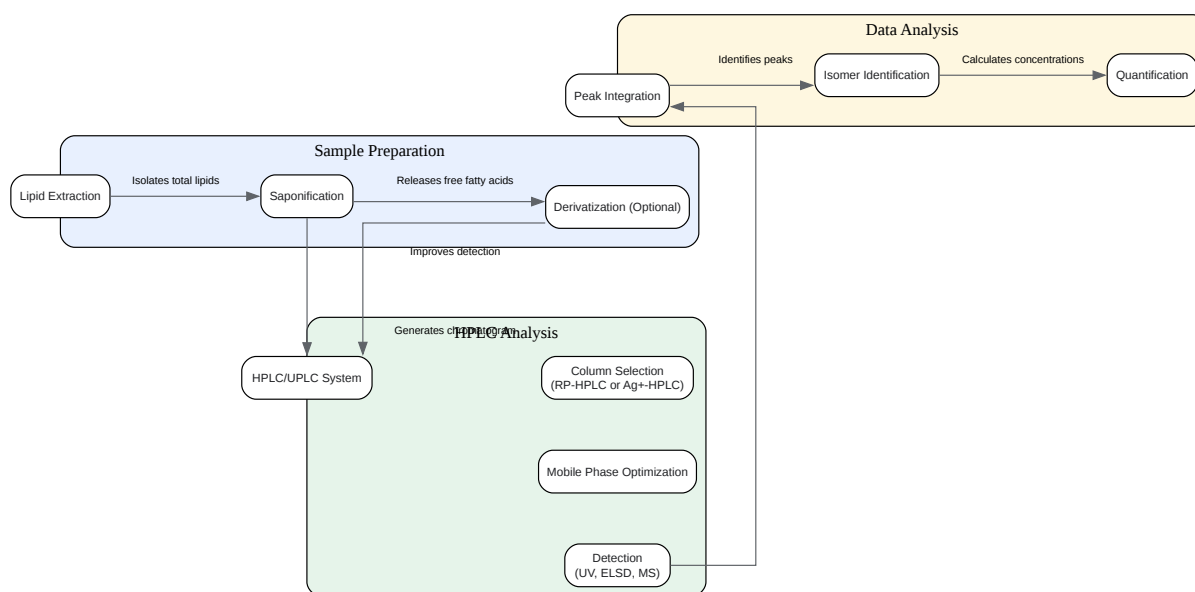 Data Analysis
Identifies peaks
Calculates concentrations
Isomer Identification
Quantification
Peak Integration
Sample Preparation
Isolates total lipids
Releases free fatty acids
Lipid Extraction
Saponification
Derivatization (Optional)
Improves detection
Generates chromatogram
HPLC Analysis
HPLC/UPLC System
Column Selection
(RP-HPLC or Ag+-HPLC)
Mobile Phase Optimization
Detection
(UV, ELSD, MS)